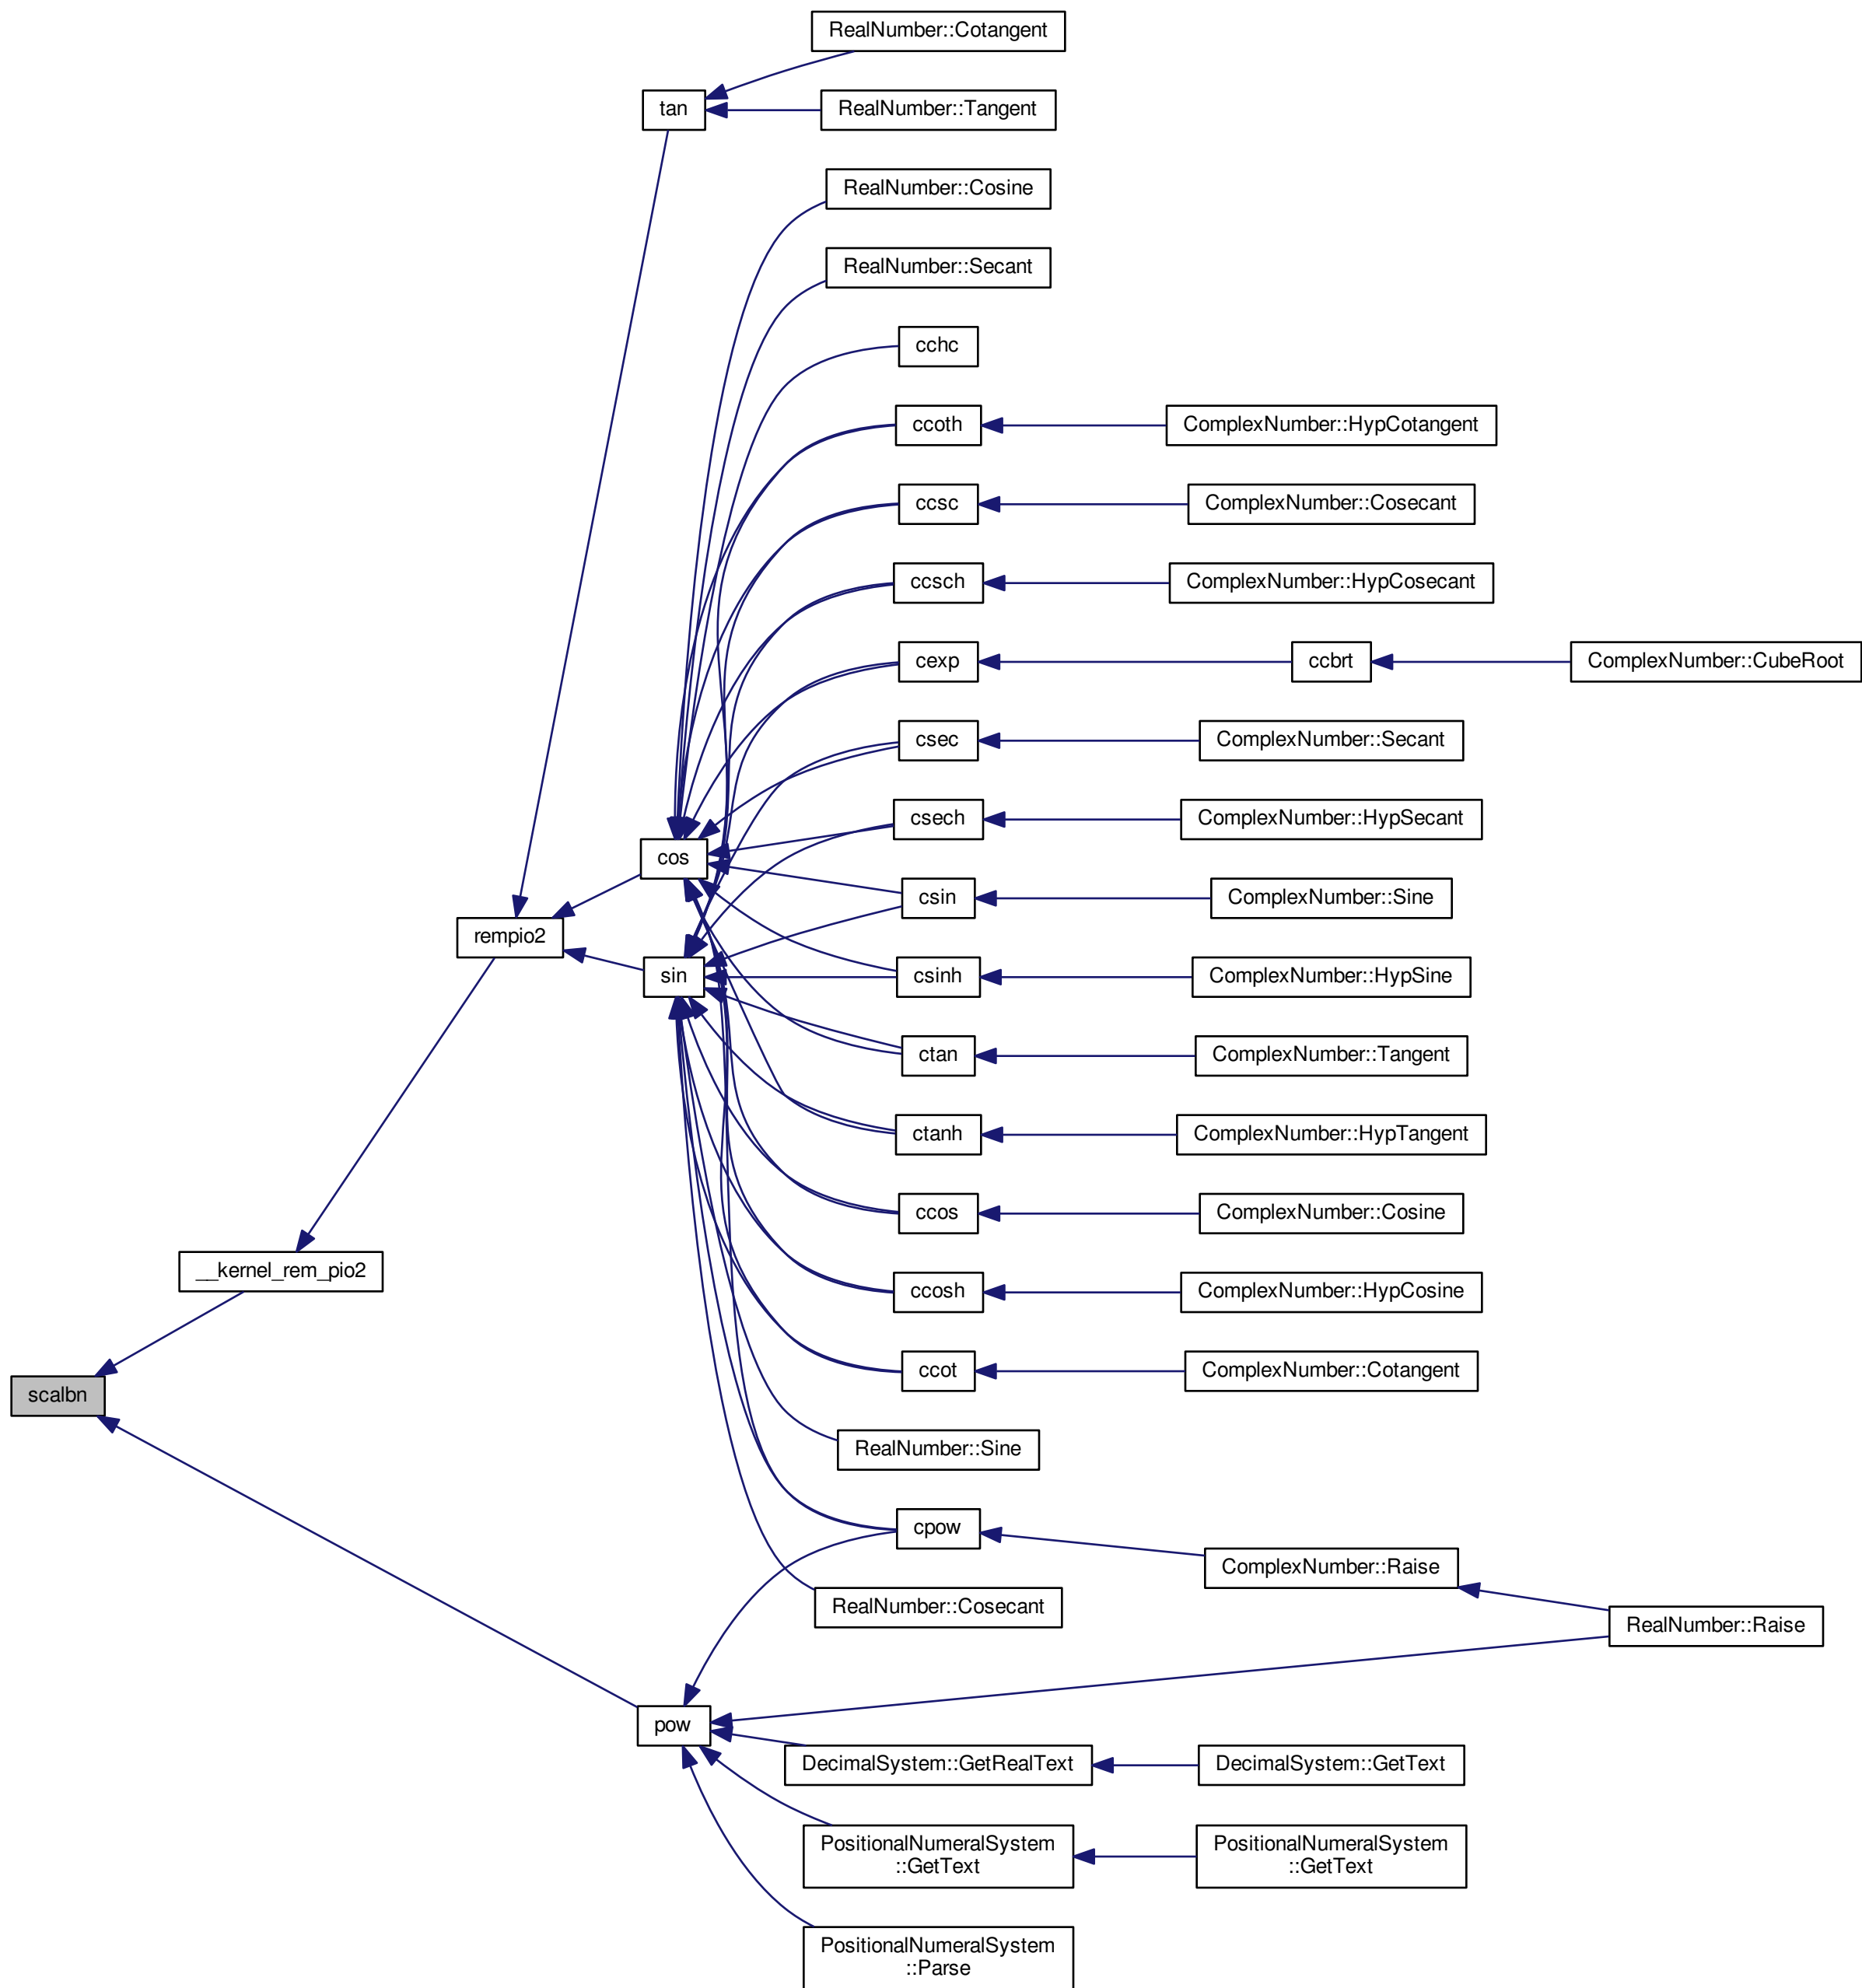 RealNumber::Cotangent
tan
RealNumber::Tangent
RealNumber::Cosine
RealNumber::Secant
cchc
ccoth
ComplexNumber::HypCotangent
ccsc
ComplexNumber::Cosecant
ccsch
ComplexNumber::HypCosecant
cexp
ccbrt
ComplexNumber::CubeRoot
csec
ComplexNumber::Secant
csech
ComplexNumber::HypSecant
cos
csin
ComplexNumber::Sine
rempio2
sin
csinh
ComplexNumber::HypSine
ctan
ComplexNumber::Tangent
ctanh
ComplexNumber::HypTangent
ccos
ComplexNumber::Cosine
__kernel_rem_pio2
ccosh
ComplexNumber::HypCosine
scalbn
ccot
ComplexNumber::Cotangent
RealNumber::Sine
cpow
ComplexNumber::Raise
RealNumber::Cosecant
RealNumber::Raise
pow
DecimalSystem::GetRealText
DecimalSystem::GetText
PositionalNumeralSystem
::GetText
PositionalNumeralSystem
::GetText
PositionalNumeralSystem
::Parse